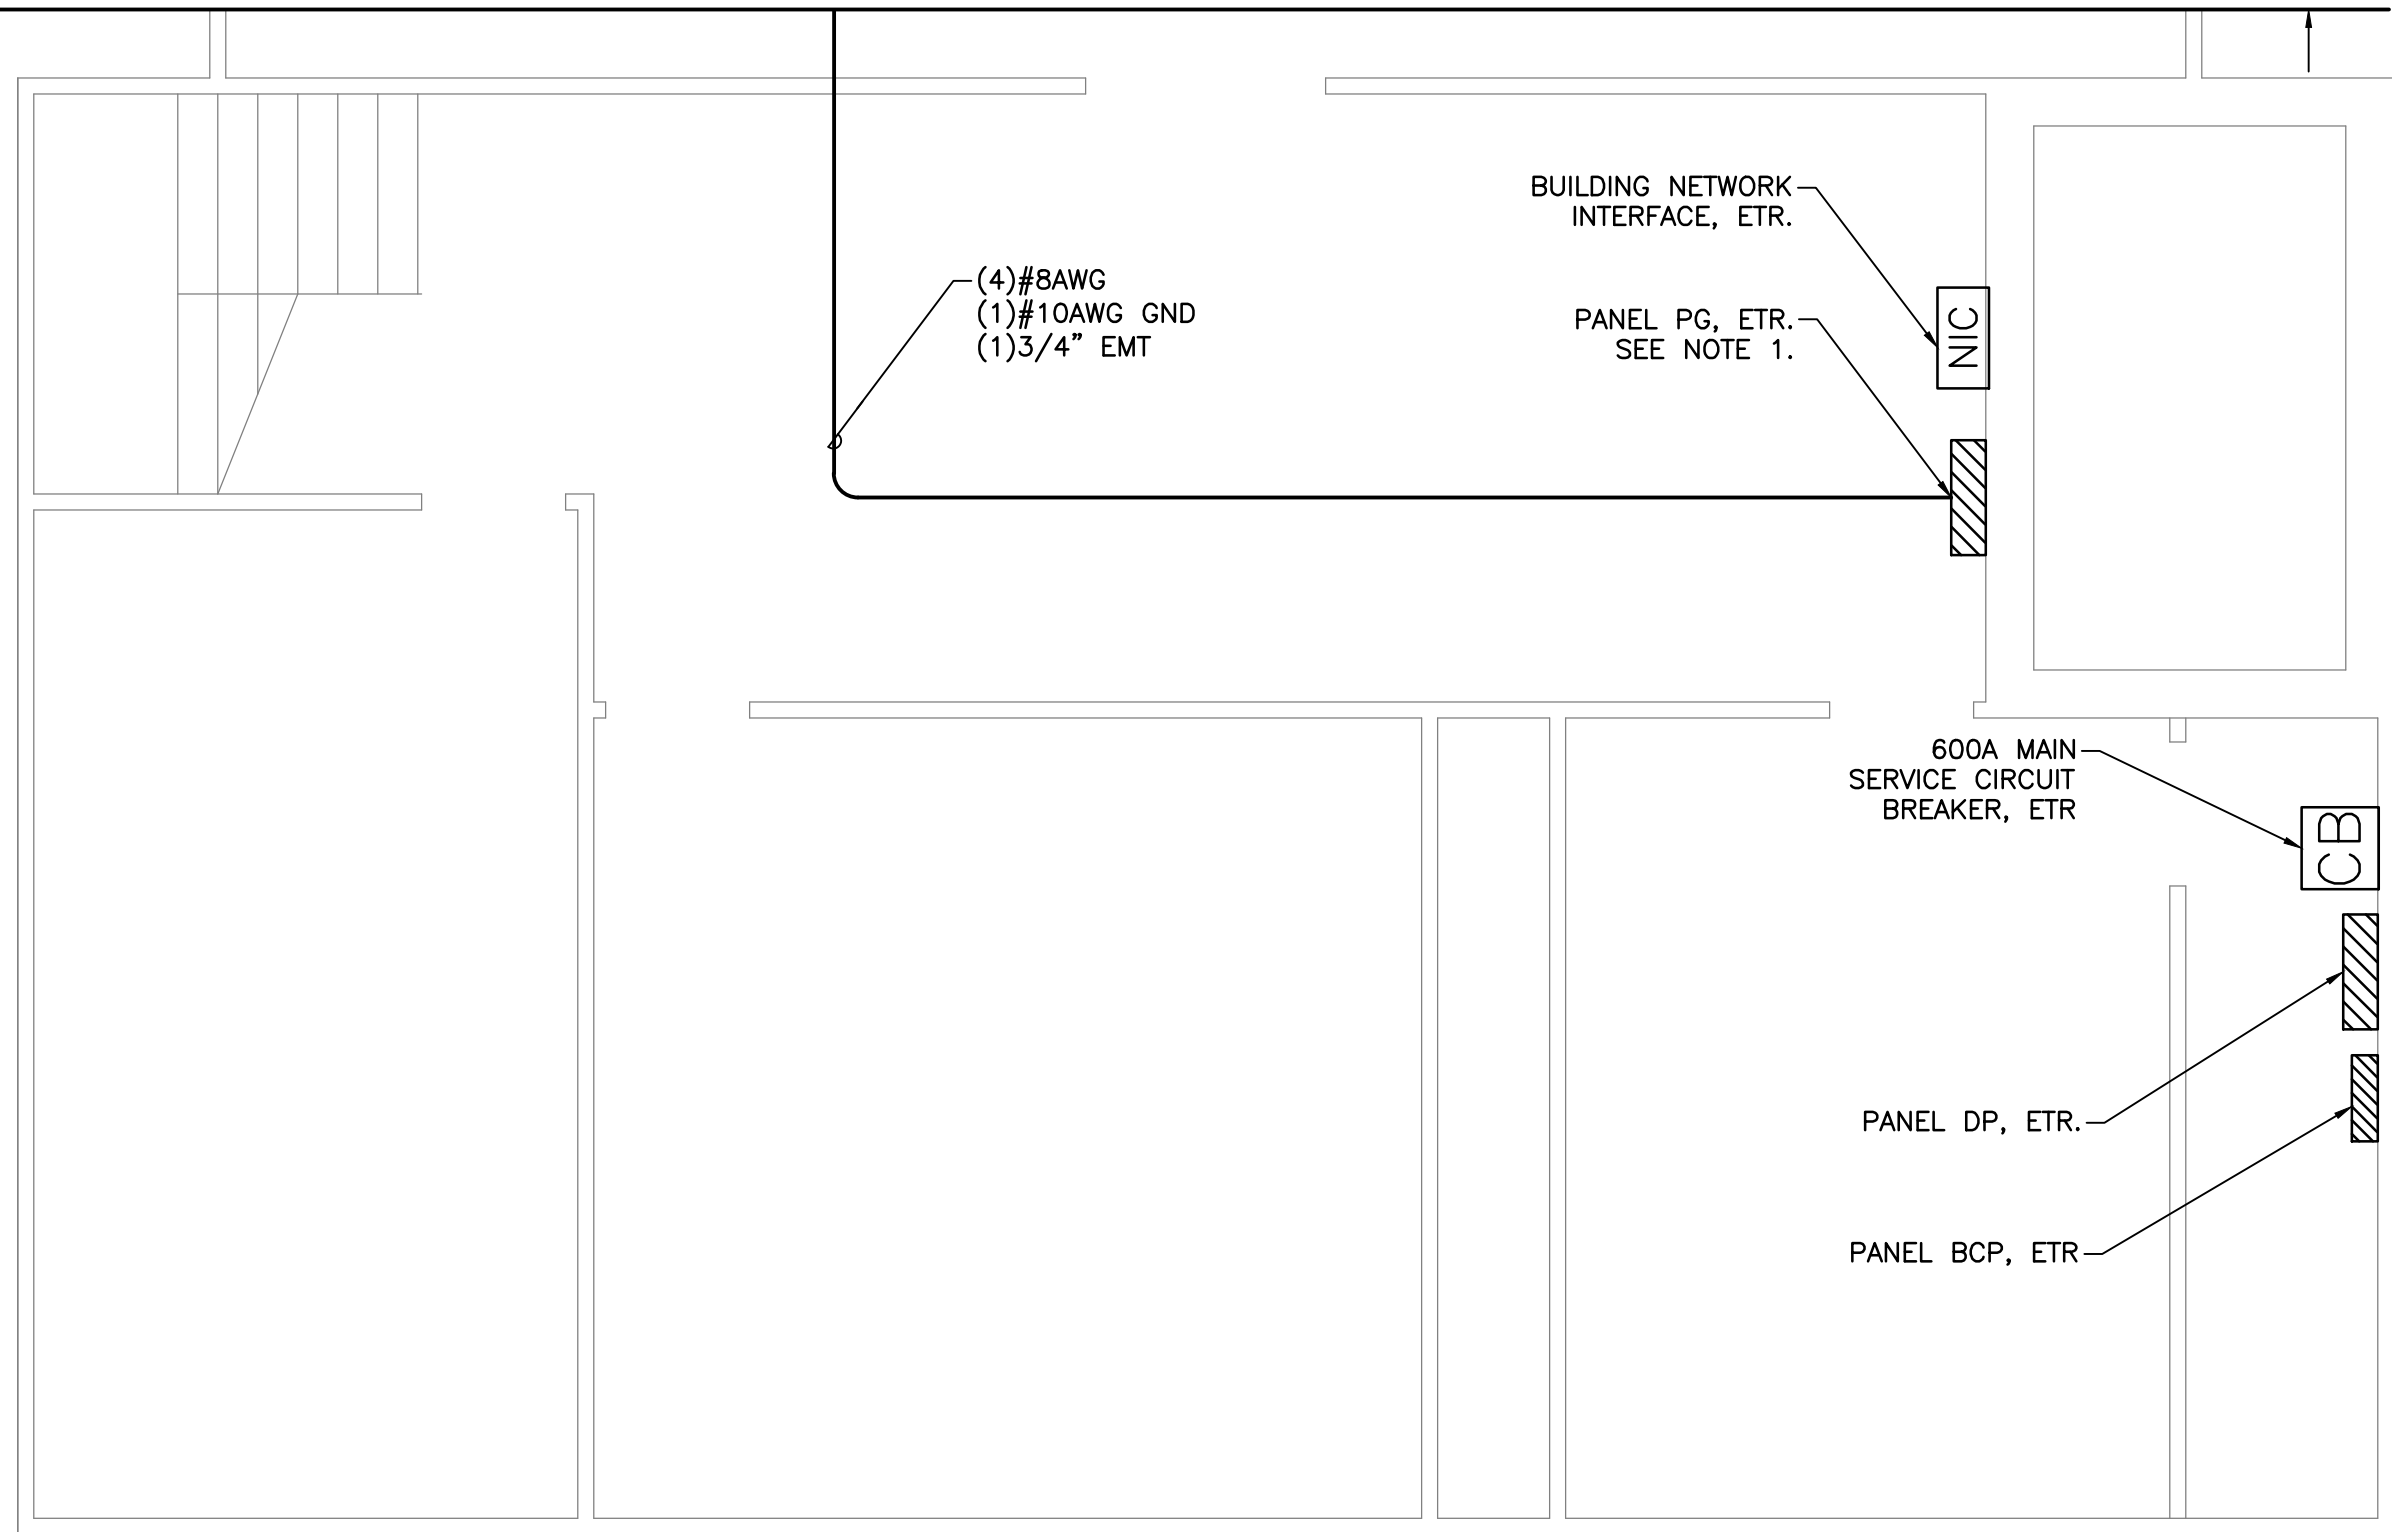 BUILDING NETWORK
INTERFACE, ETR.
(4)#8AWG
(1)#10AWG GND
(1)3/4” EMT
PANEL PG, ETR.
SEE NOTE 1.
NIC
600A MAIN
SERVICE CIRCUIT
BREAKER, ETR
CB
PANEL DP, ETR.
PANEL BCP, ETR